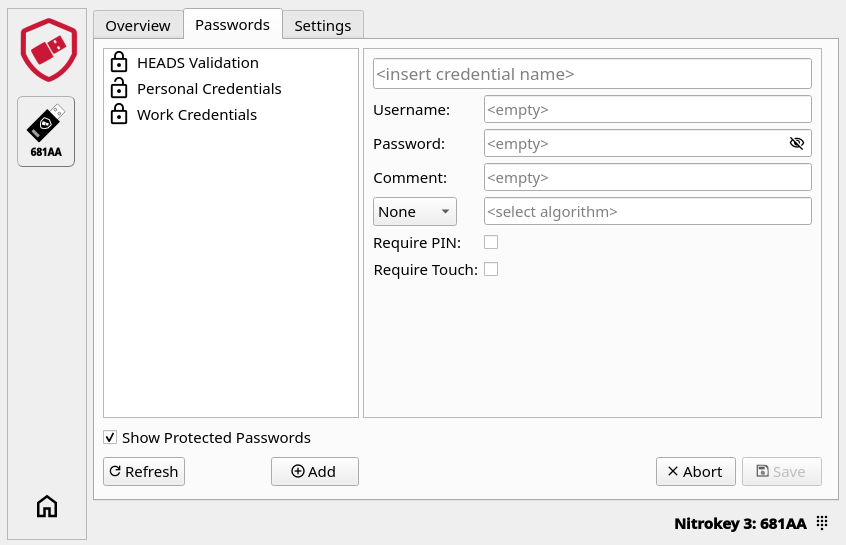 Overview
Passwords
Settings
681AA
HEADS Validation
Personal Credentials
Work Credentials
<insert credential name>
Username:
<empty>
Password:
<empty>
Comment:
<empty>
None
<select algorithm>
Require PIN:
Require Touch:
Show Protected Passwords
Refresh
Add
Abort
Save
Nitrokey 3: 681AA